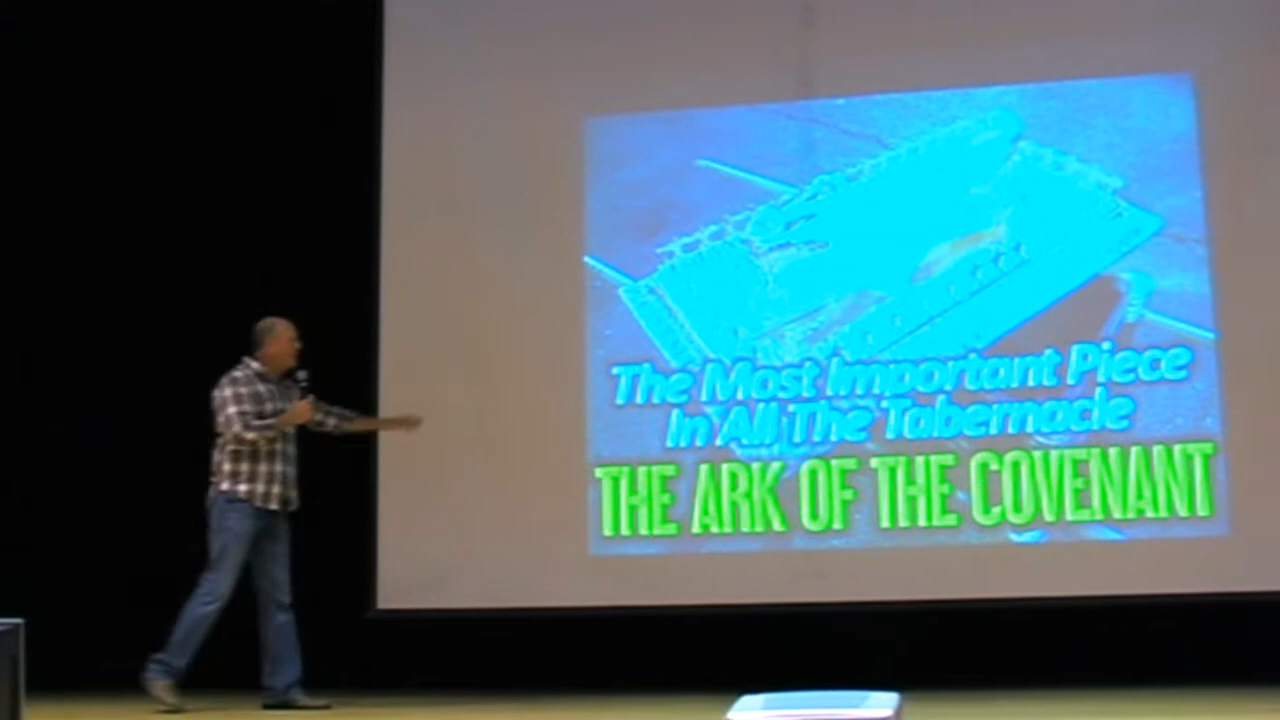 The Most Important Piece
In All The Tabernacle
THE ARK OF THE COVENANT